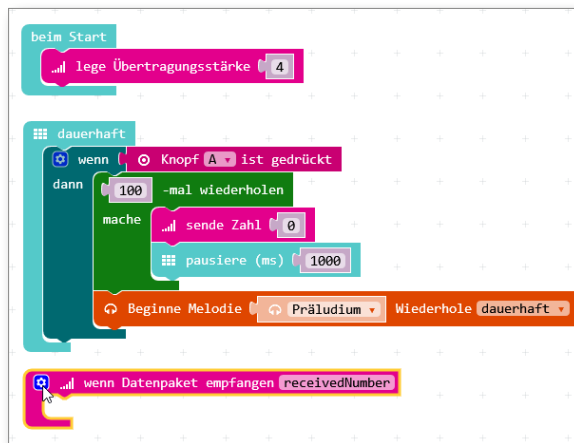 beim Start
lege Übertragungsstärke 4
dauerhaft
wenn Knopf A ist gedrückt
dann 100 -mal wiederholen
mache sende Zahl 0
pausiere (ms) 1000
Beginne Melodie Präludium Wiederhole dauerhaft
wenn Datenpaket empfangen receivedNumber